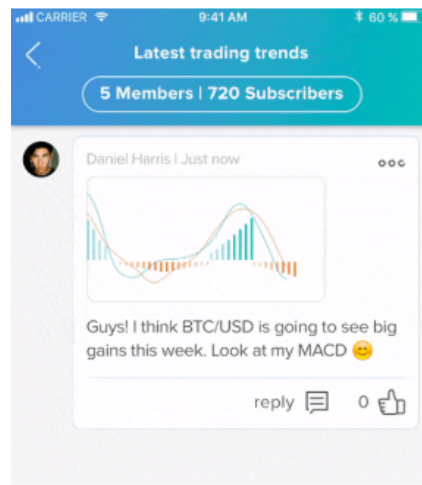 CARRIER 9:41 AM 60 %
Latest trading trends
5 Members | 720 Subscribers
Daniel Harris | Just now
Guys! I think BTC/USD is going to see big
gains this week. Look at my MACD 😊
reply 0